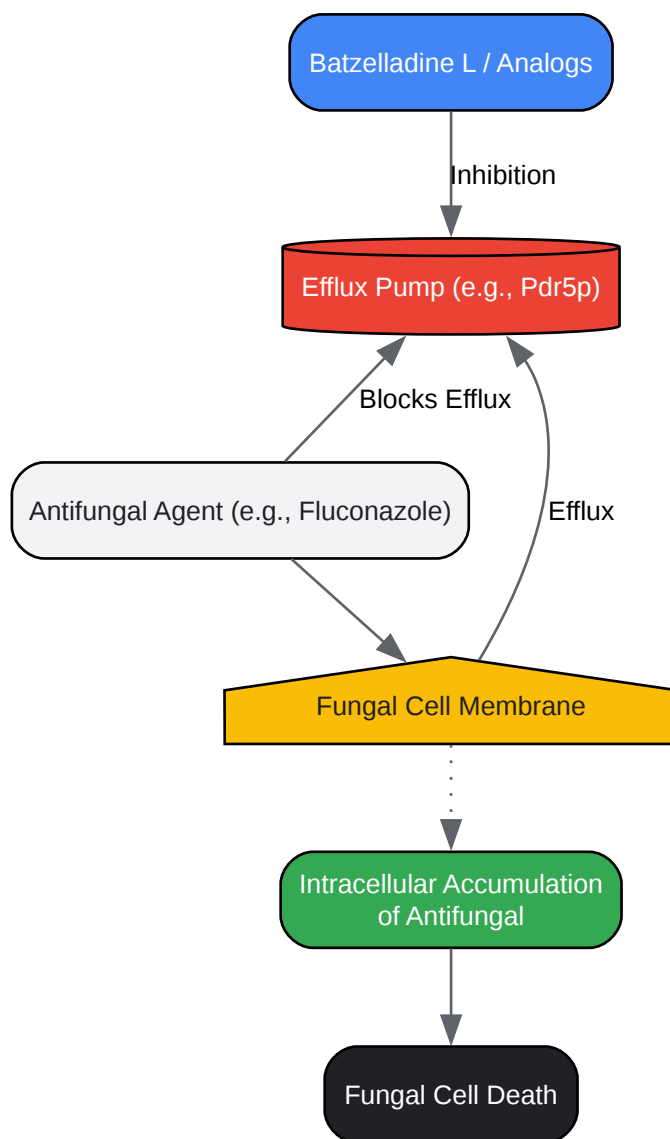 Batzelladine L / Analogs
Inhibition
Efflux Pump (e.g., Pdr5p)
Blocks Efflux
Antifungal Agent (e.g., Fluconazole)
Efflux
Fungal Cell Membrane
Intracellular Accumulation
of Antifungal
Fungal Cell Death